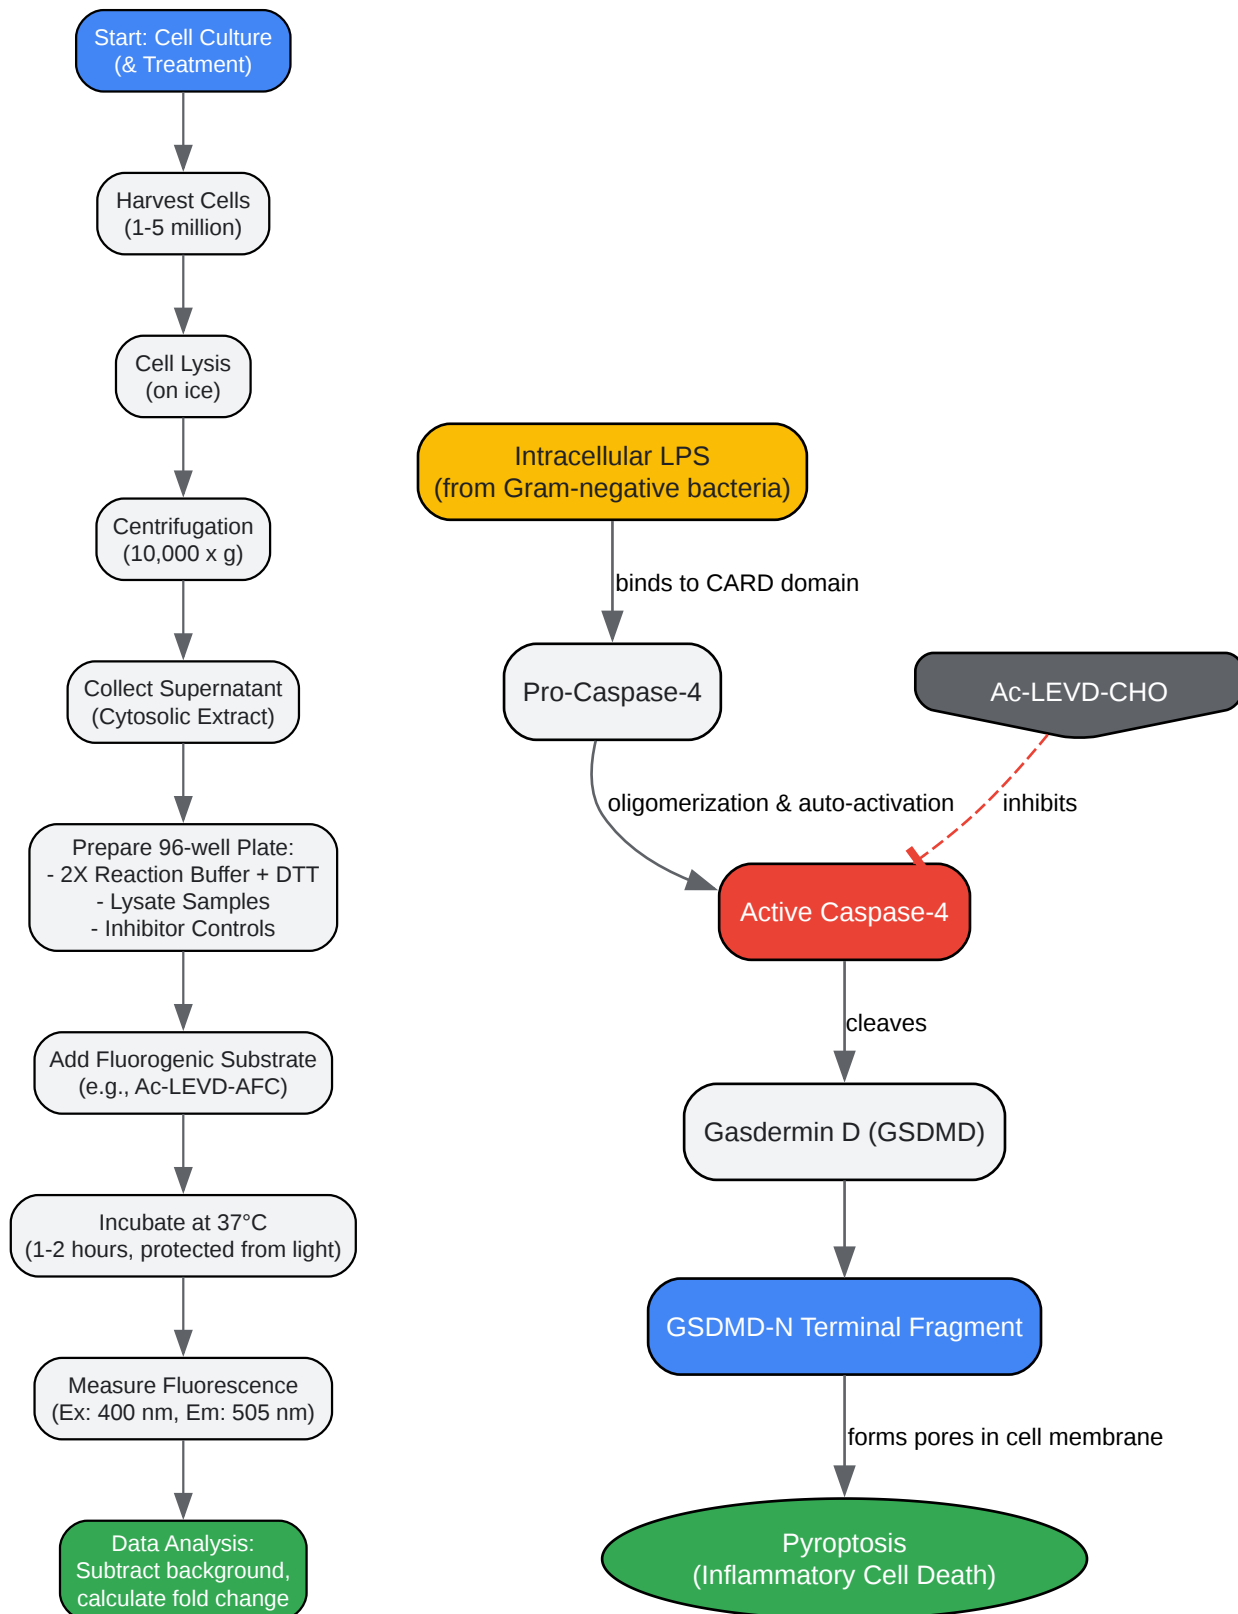 Start: Cell Culture
(& Treatment)
Harvest Cells
(1-5 million)
Cell Lysis
(on ice)
Centrifugation
(10,000 x g)
Collect Supernatant
(Cytosolic Extract)
Prepare 96-well Plate:
- 2X Reaction Buffer + DTT
- Lysate Samples
- Inhibitor Controls
Add Fluorogenic Substrate
(e.g., Ac-LEVD-AFC)
Incubate at 37°C
(1-2 hours, protected from light)
Measure Fluorescence
(Ex: 400 nm, Em: 505 nm)
Data Analysis:
Subtract background,
calculate fold change
Intracellular LPS
(from Gram-negative bacteria)
binds to CARD domain
Pro-Caspase-4
Ac-LEVD-CHO
oligomerization & auto-activation
inhibits
Active Caspase-4
cleaves
Gasdermin D (GSDMD)
GSDMD-N Terminal Fragment
forms pores in cell membrane
Pyroptosis
(Inflammatory Cell Death)